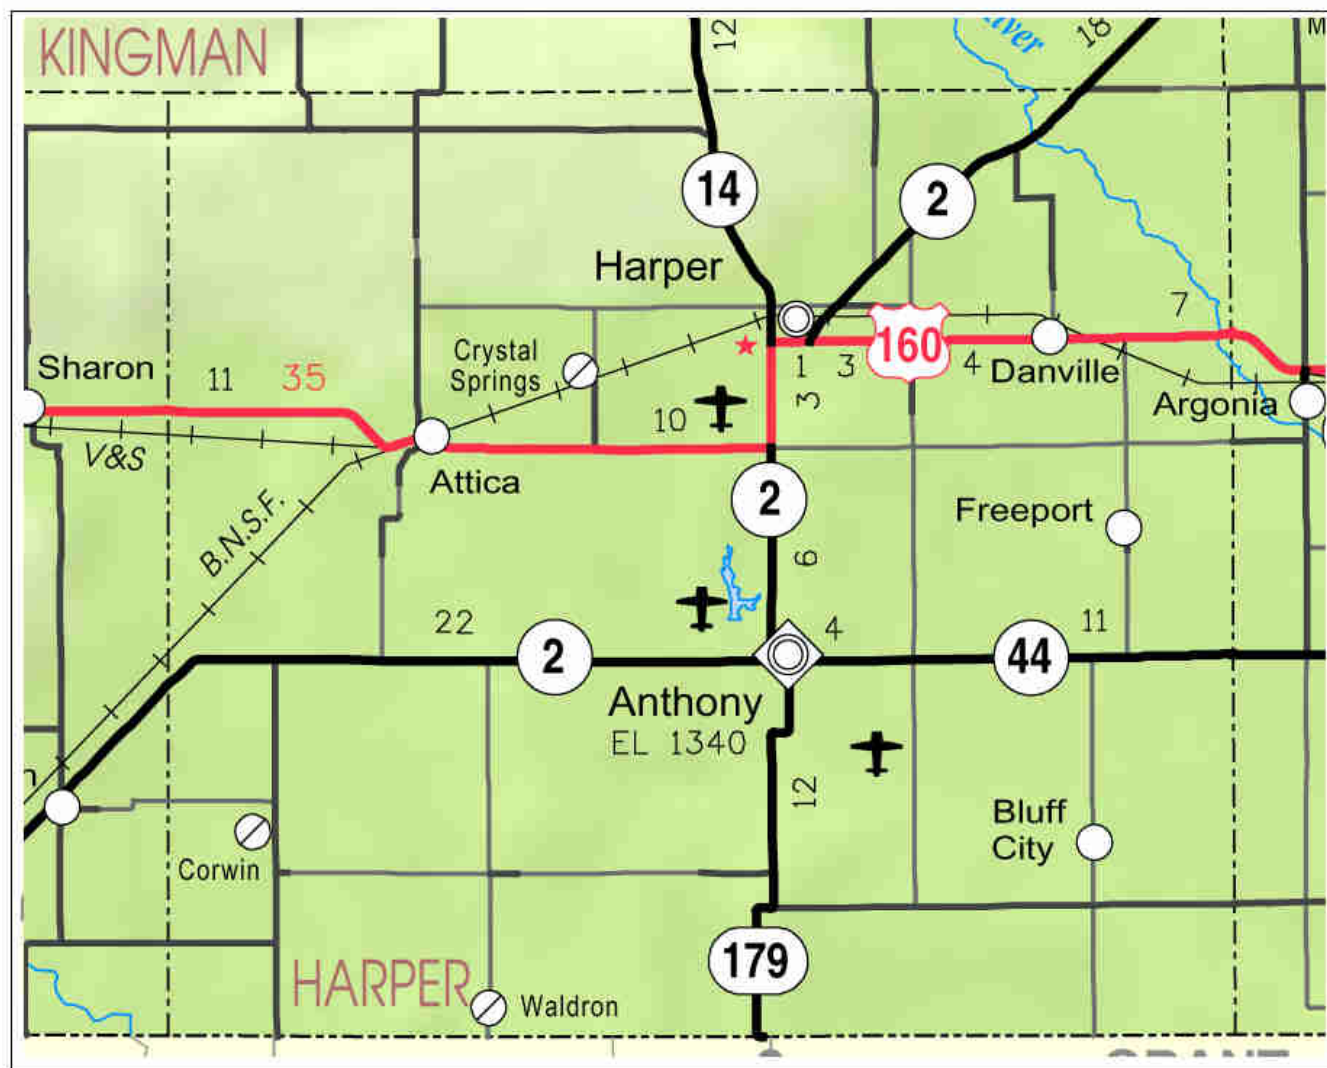 KINGMAN
12
18
River
M
14
2
Harper
7
160
Crystal
Springs
Sharon
11
35
1
3
4
Danville
3
Argonia
10
V&S
Attica
2
Freeport
B.N.S.F.
6
22
4
11
2
44
Anthony
EL 1340
n
12
Bluff
City
Corwin
179
HARPER
Waldron
GRANT